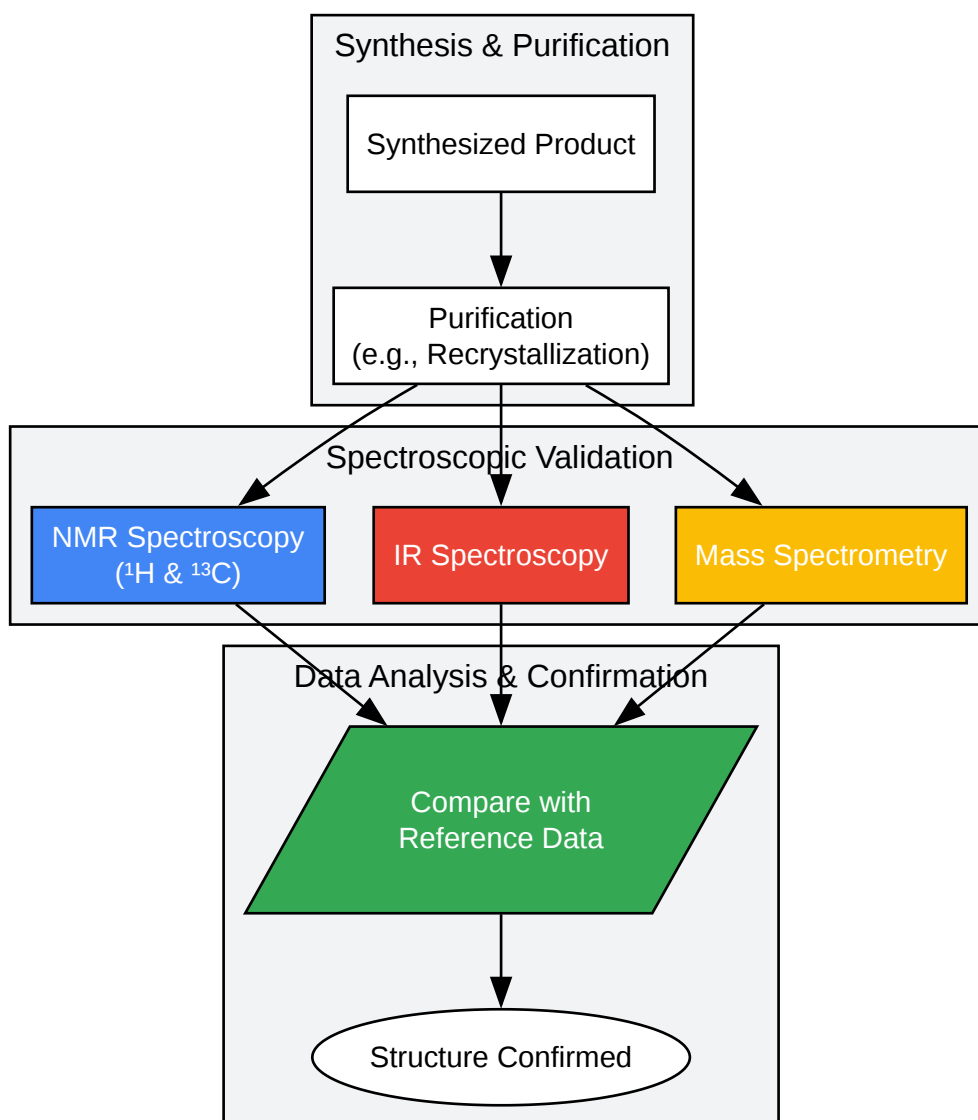 Synthesis & Purification
Synthesized Product
Purification
(e.g., Recrystallization)
Spectroscopic Validation
NMR Spectroscopy
(¹H & ¹³C)
IR Spectroscopy
Mass Spectrometry
Data Analysis & Confirmation
Compare with
Reference Data
Structure Confirmed